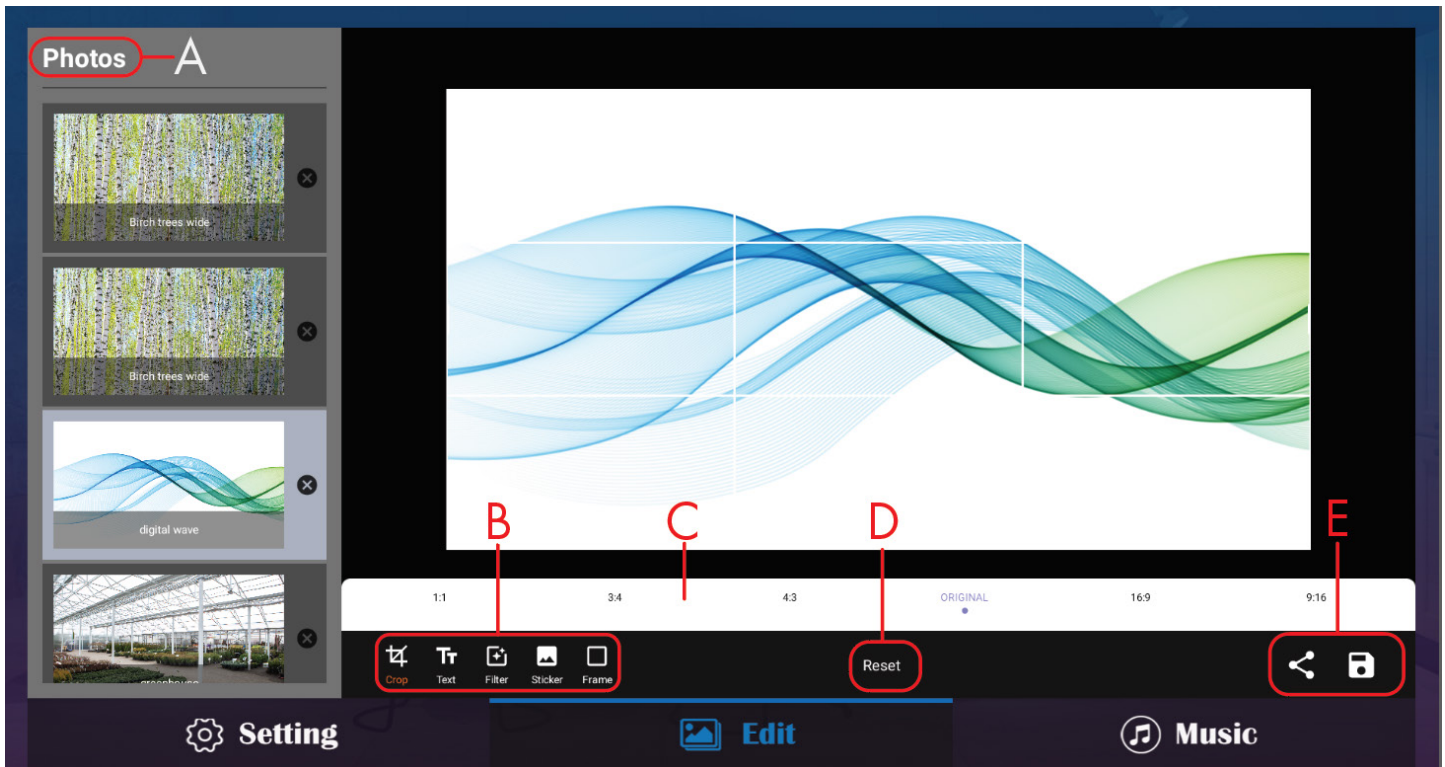 Photos
A
Birch trees wide
Birch trees wide
digital wave
greenhouse
B
C
D
E
1:1 3:4 4:3 ORIGINAL 16:9 9:16
Crop Text Filter Sticker Frame
Reset
Setting Edit Music